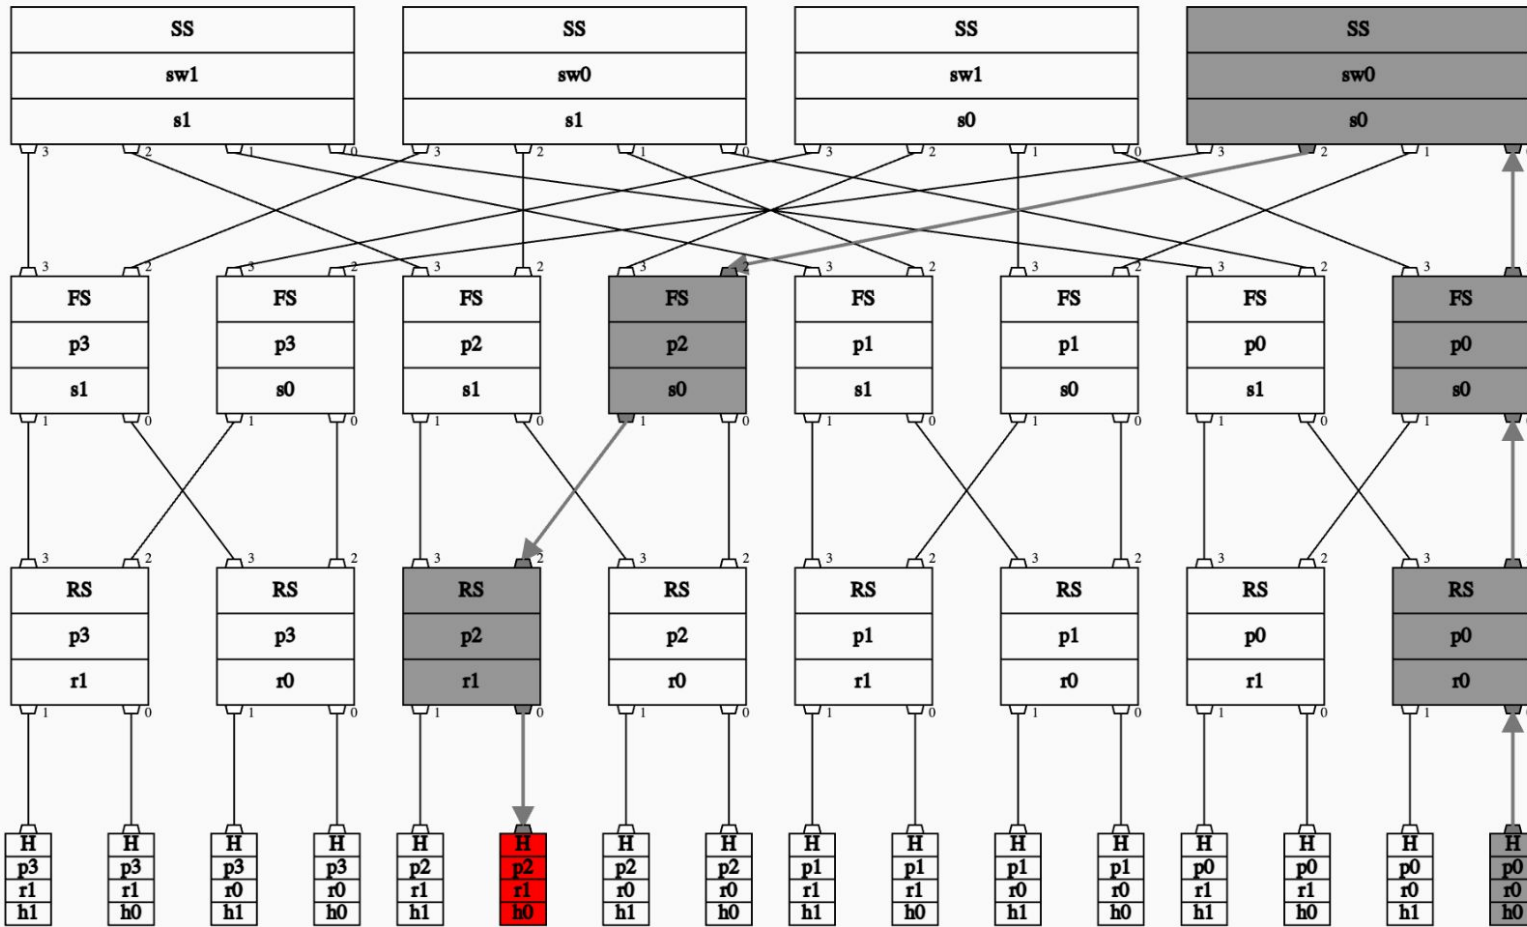 SS SS SS SS
sw1 sw0 sw1 sw0
s1 s1 s0 s0
3 2 1 0 3 2 1 0 3 2 1 0 3 2 1
3 2 3 2 3 2 3 2 3 2 3 2 3 2 3
FS FS FS FS FS FS FS FS
p3 p3 p2 p2 p1 p1 p0 p0
s1 s0 s1 s0 s1 s0 s1 s0
1 0 1 0 1 0 1 0 1 0 1 0 1 0 1
3 2 3 2 3 2 3 2 3 2 3 2 3 2 3
RS RS RS RS RS RS RS RS
p3 p3 p2 p2 p1 p1 p0 p0
r1 r0 r1 r0 r1 r0 r1 r0
1 0 1 0 1 0 1 0 1 0 1 0 1 0 1
H H H H H H H H H H H H H H H H
p3 p3 p3 p3 p2 p2 p2 p2 p1 p1 p1 p1 p0 p0 p0 p0
r1 r1 r0 r0 r1 r1 r0 r0 r1 r1 r0 r0 r1 r1 r0 r0
h1 h0 h1 h0 h1 h0 h1 h0 h1 h0 h1 h0 h1 h0 h1 h0